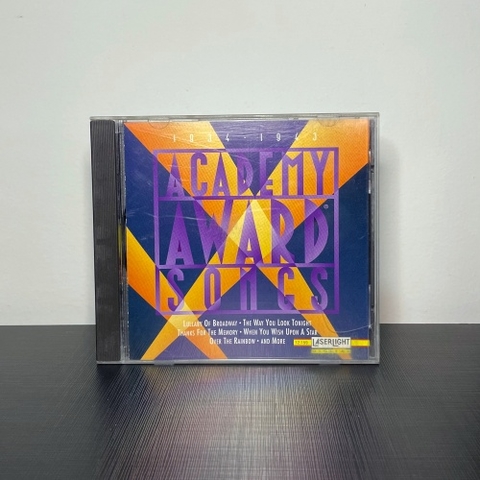 1934 - 1943
ACADEMY
AWARD®
SONGS
LULLABY OF BROADWAY • THE WAY YOU LOOK TONIGHT
THANKS FOR THE MEMORY • WHEN YOU WISH UPON A STAR
OVER THE RAINBOW • AND MORE
LASERLIGHT